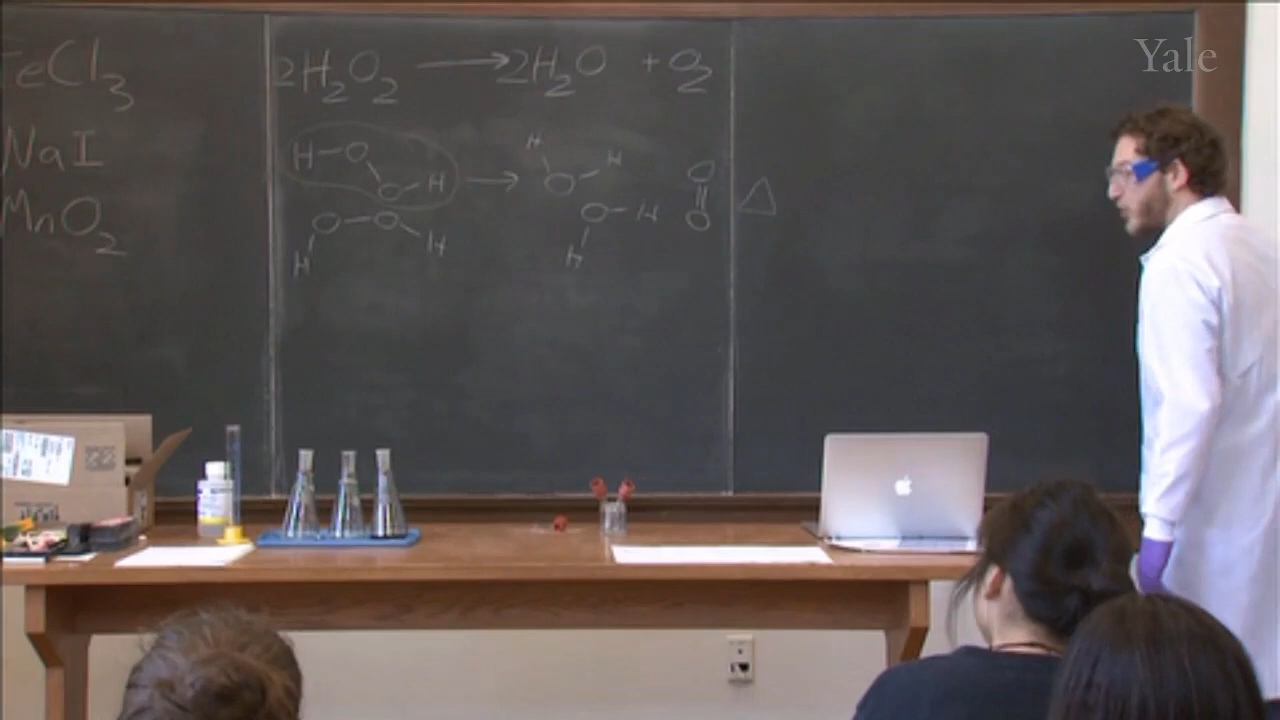 FeCl3
NaI
MnO2
2H2O2 → 2H2O + O2
H-O
O-H → H O-H O
O-O O-H O Δ
H H H
Yale